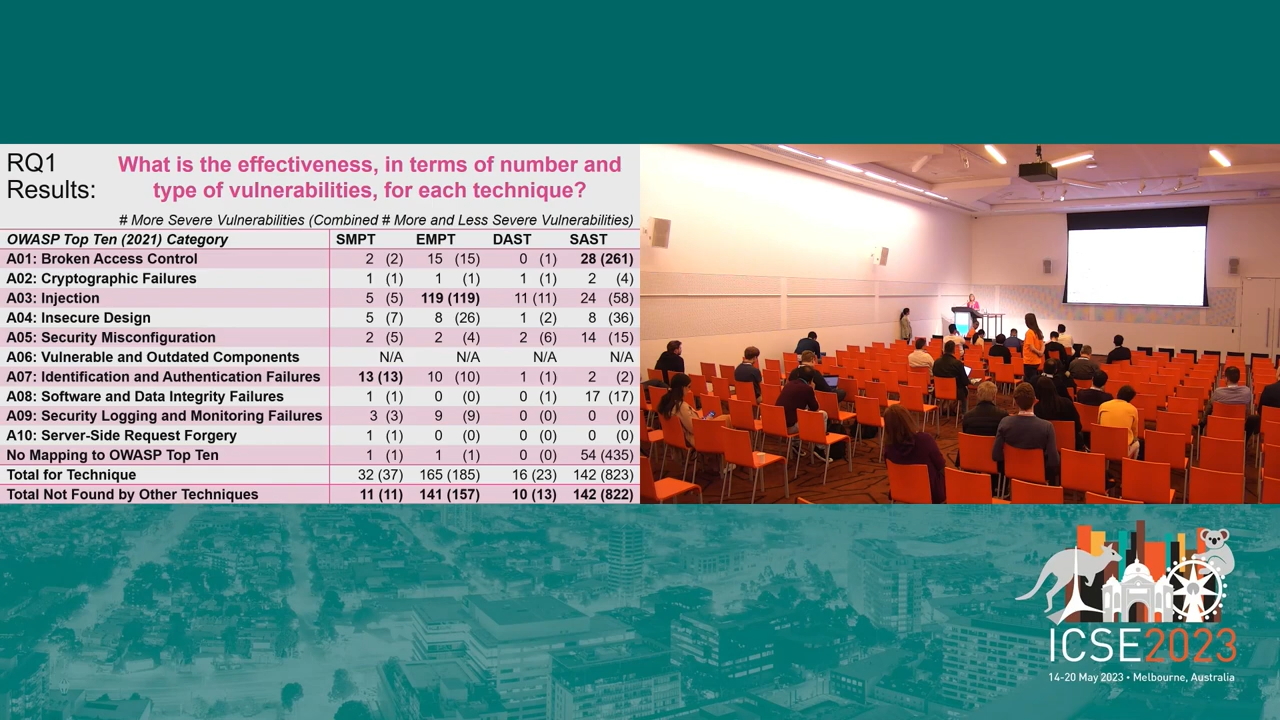 RQ1
Results:
What is the effectiveness, in terms of number and
type of vulnerabilities, for each technique?
# More Severe Vulnerabilities (Combined # More and Less Severe Vulnerabilities)
OWASP Top Ten (2021) Category SMPT EMPT DAST SAST
A01: Broken Access Control 2 (2) 15 (15) 0 (1) 28 (261)
A02: Cryptographic Failures 1 (1) 1 (1) 1 (1) 2 (4)
A03: Injection 5 (5) 119 (119) 11 (11) 24 (58)
A04: Insecure Design 5 (7) 8 (26) 1 (2) 8 (36)
A05: Security Misconfiguration 2 (5) 2 (4) 2 (6) 14 (15)
A06: Vulnerable and Outdated Components N/A N/A N/A N/A
A07: Identification and Authentication Failures 13 (13) 10 (10) 1 (1) 2 (2)
A08: Software and Data Integrity Failures 1 (1) 0 (0) 0 (1) 17 (17)
A09: Security Logging and Monitoring Failures 3 (3) 9 (9) 0 (0) 0 (0)
A10: Server-Side Request Forgery 1 (1) 0 (0) 0 (0) 0 (0)
No Mapping to OWASP Top Ten 1 (1) 1 (1) 0 (0) 54 (435)
Total for Technique 32 (37) 165 (185) 16 (23) 142 (823)
Total Not Found by Other Techniques 11 (11) 141 (157) 10 (13) 142 (822)
ICSE2023
14-20 May 2023 • Melbourne, Australia